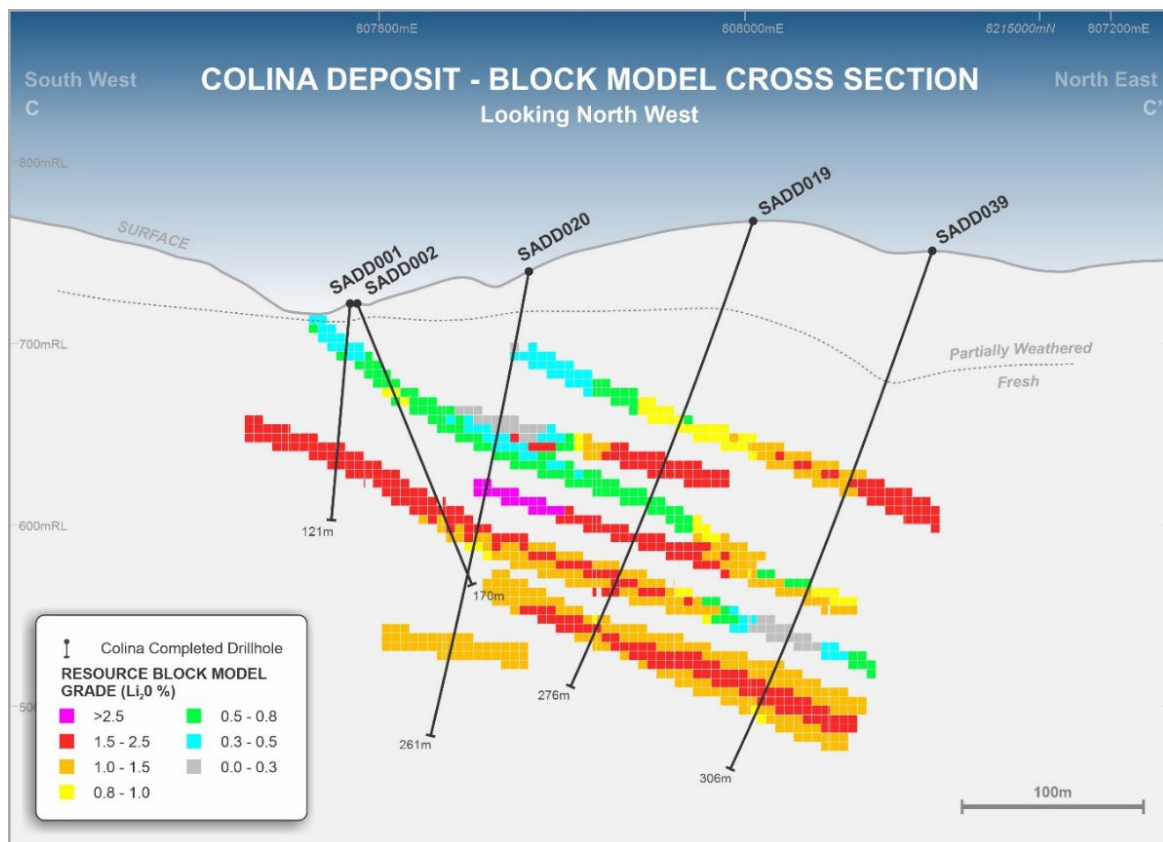 807800mE
808000mE
8215000mN
807200mE
South West
C
COLINA DEPOSIT - BLOCK MODEL CROSS SECTION
Looking North West
North East
C'
800mRL
SURFACE
SADD001
SADD002
SADD020
SADD019
SADD039
700mRL
Partially Weathered
Fresh
600mRL
121m
170m
276m
261m
306m
100m
Colina Completed Drillhole
RESOURCE BLOCK MODEL
GRADE (Li₂0 %)
>2.5
0.5 - 0.8
1.5 - 2.5
0.3 - 0.5
1.0 - 1.5
0.0 - 0.3
0.8 - 1.0